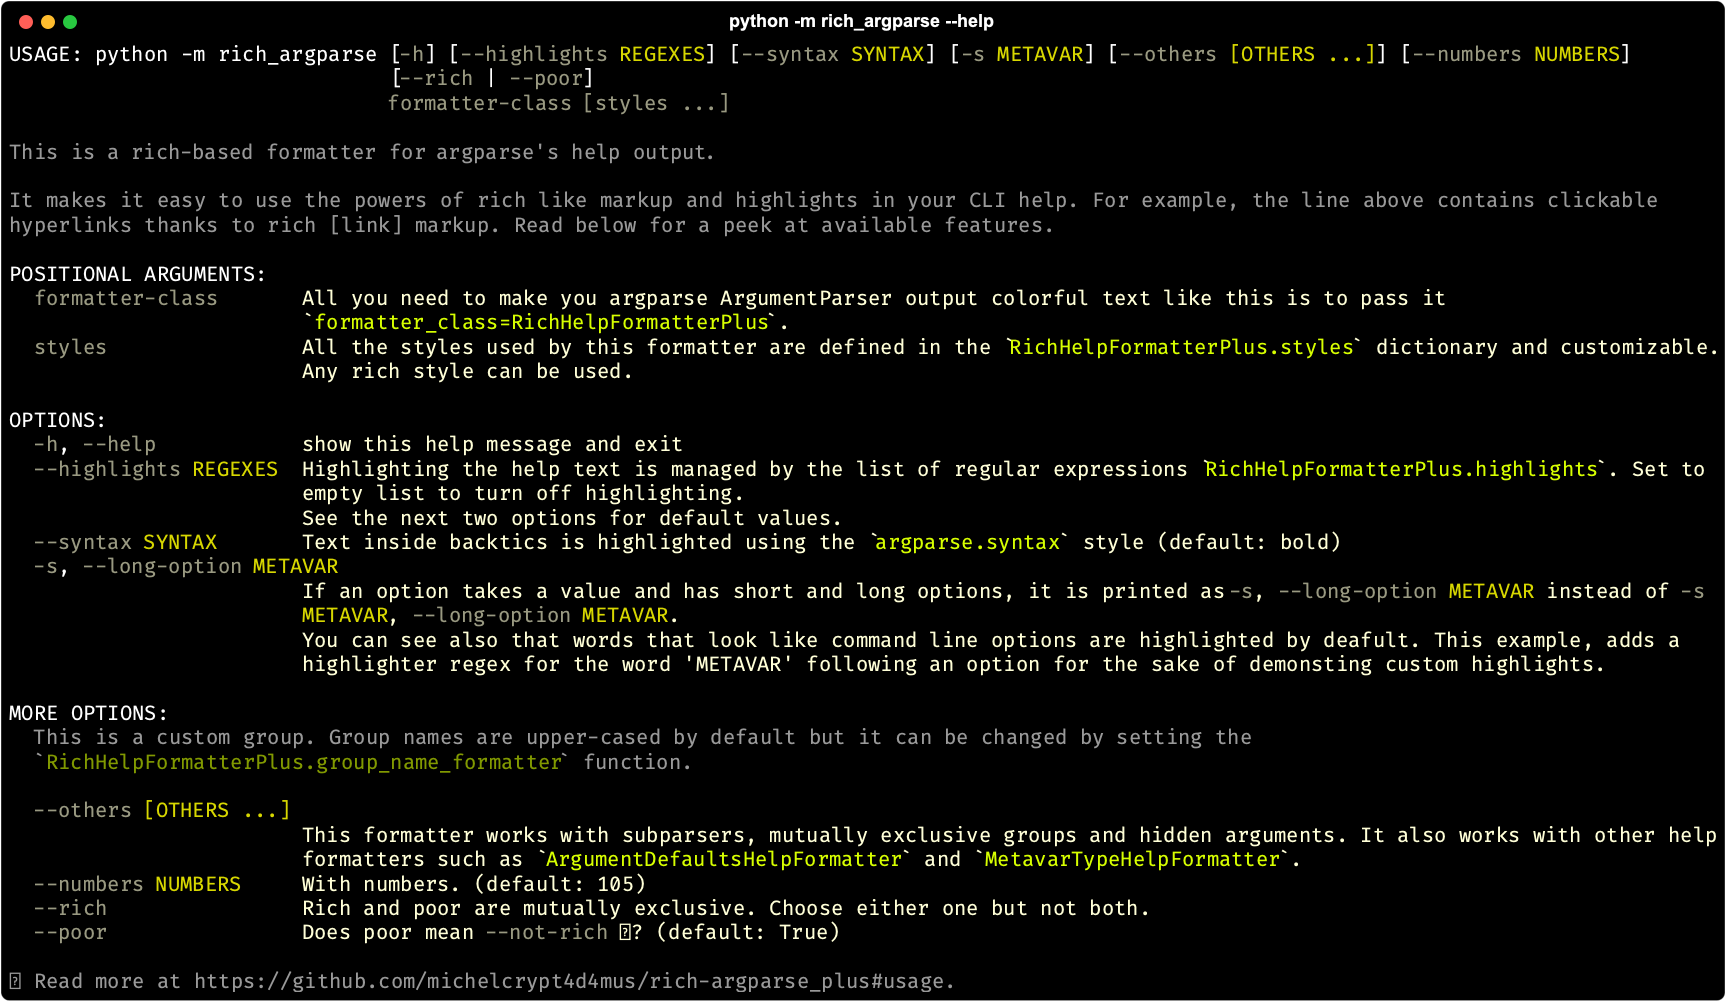 python -m rich_argparse --help
USAGE: python -m rich_argparse [-h] [--highlights REGEXES] [--syntax SYNTAX] [-s METAVAR] [--others [OTHERS ...]] [--numbers NUMBERS]
[--rich | --poor]
formatter-class [styles ...]
This is a rich-based formatter for argparse's help output.
It makes it easy to use the powers of rich like markup and highlights in your CLI help. For example, the line above contains clickable
hyperlinks thanks to rich [link] markup. Read below for a peek at available features.
POSITIONAL ARGUMENTS:
formatter-class All you need to make you argparse ArgumentParser output colorful text like this is to pass it
`formatter_class=RichHelpFormatterPlus`.
styles All the styles used by this formatter are defined in the `RichHelpFormatterPlus.styles` dictionary and customizable.
Any rich style can be used.
OPTIONS:
-h, --help show this help message and exit
--highlights REGEXES Highlighting the help text is managed by the list of regular expressions `RichHelpFormatterPlus.highlights`. Set to
empty list to turn off highlighting.
See the next two options for default values.
--syntax SYNTAX Text inside backtics is highlighted using the `argparse.syntax` style (default: bold)
-s, --long-option METAVAR
If an option takes a value and has short and long options, it is printed as -s, --long-option METAVAR instead of -s
METAVAR, --long-option METAVAR.
You can see also that words that look like command line options are highlighted by deafult. This example, adds a
highlighter regex for the word 'METAVAR' following an option for the sake of demonsting custom highlights.
MORE OPTIONS:
This is a custom group. Group names are upper-cased by default but it can be changed by setting the
`RichHelpFormatterPlus.group_name_formatter` function.
--others [OTHERS ...]
This formatter works with subparsers, mutually exclusive groups and hidden arguments. It also works with other help
formatters such as `ArgumentDefaultsHelpFormatter` and `MetavarTypeHelpFormatter`.
--numbers NUMBERS With numbers. (default: 105)
--rich Rich and poor are mutually exclusive. Choose either one but not both.
--poor Does poor mean --not-rich ? (default: True)
Read more at https://github.com/michelcrypt4d4mus/rich-argparse_plus#usage.